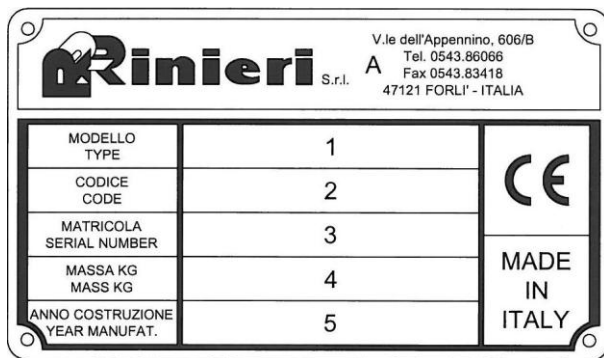 Rinieri S.r.l.
A
V.le dell'Appennino, 606/B
Tel. 0543.86066
Fax 0543.83418
47121 FORLI' - ITALIA
MODELLO
TYPE
1
CODICE
CODE
2
MATRICOLA
SERIAL NUMBER
3
MASSA KG
MASS KG
4
ANNO COSTRUZIONE
YEAR MANUFAT.
5
CE
MADE
IN
ITALY